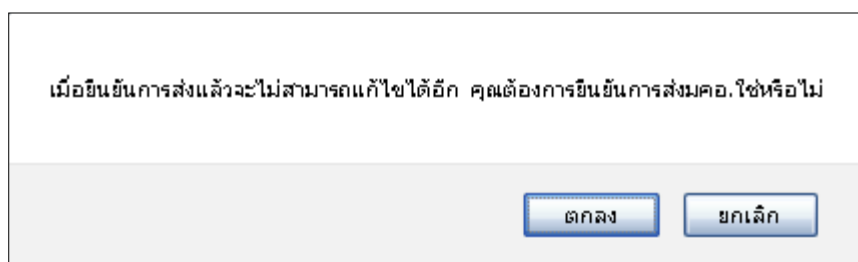 เมื่อยืนยันการส่งแล้วจะไม่สามารถแก้ไขได้อีก คุณต้องการยืนยันการส่งมคอ.ใช่หรือไม่
ตกลง ยกเลิก